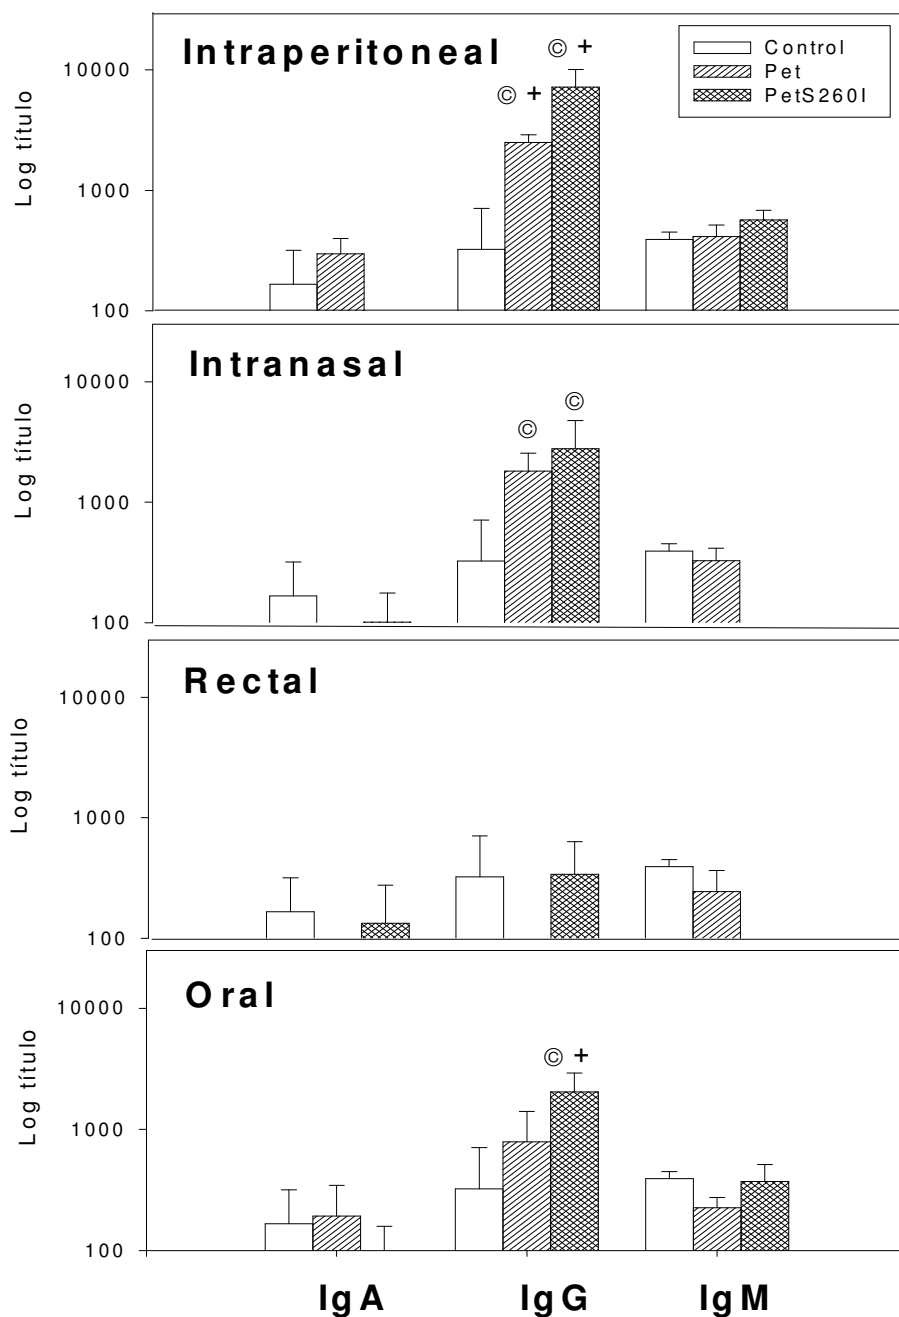 Intraperitoneal
Control
Pet
PetS260I
Log título
10000
1000
100
© +
© +
Intranasal
Log título
10000
1000
100
©
©
Rectal
Log título
10000
1000
100
Oral
Log título
10000
1000
100
© +
IgA IgG IgM